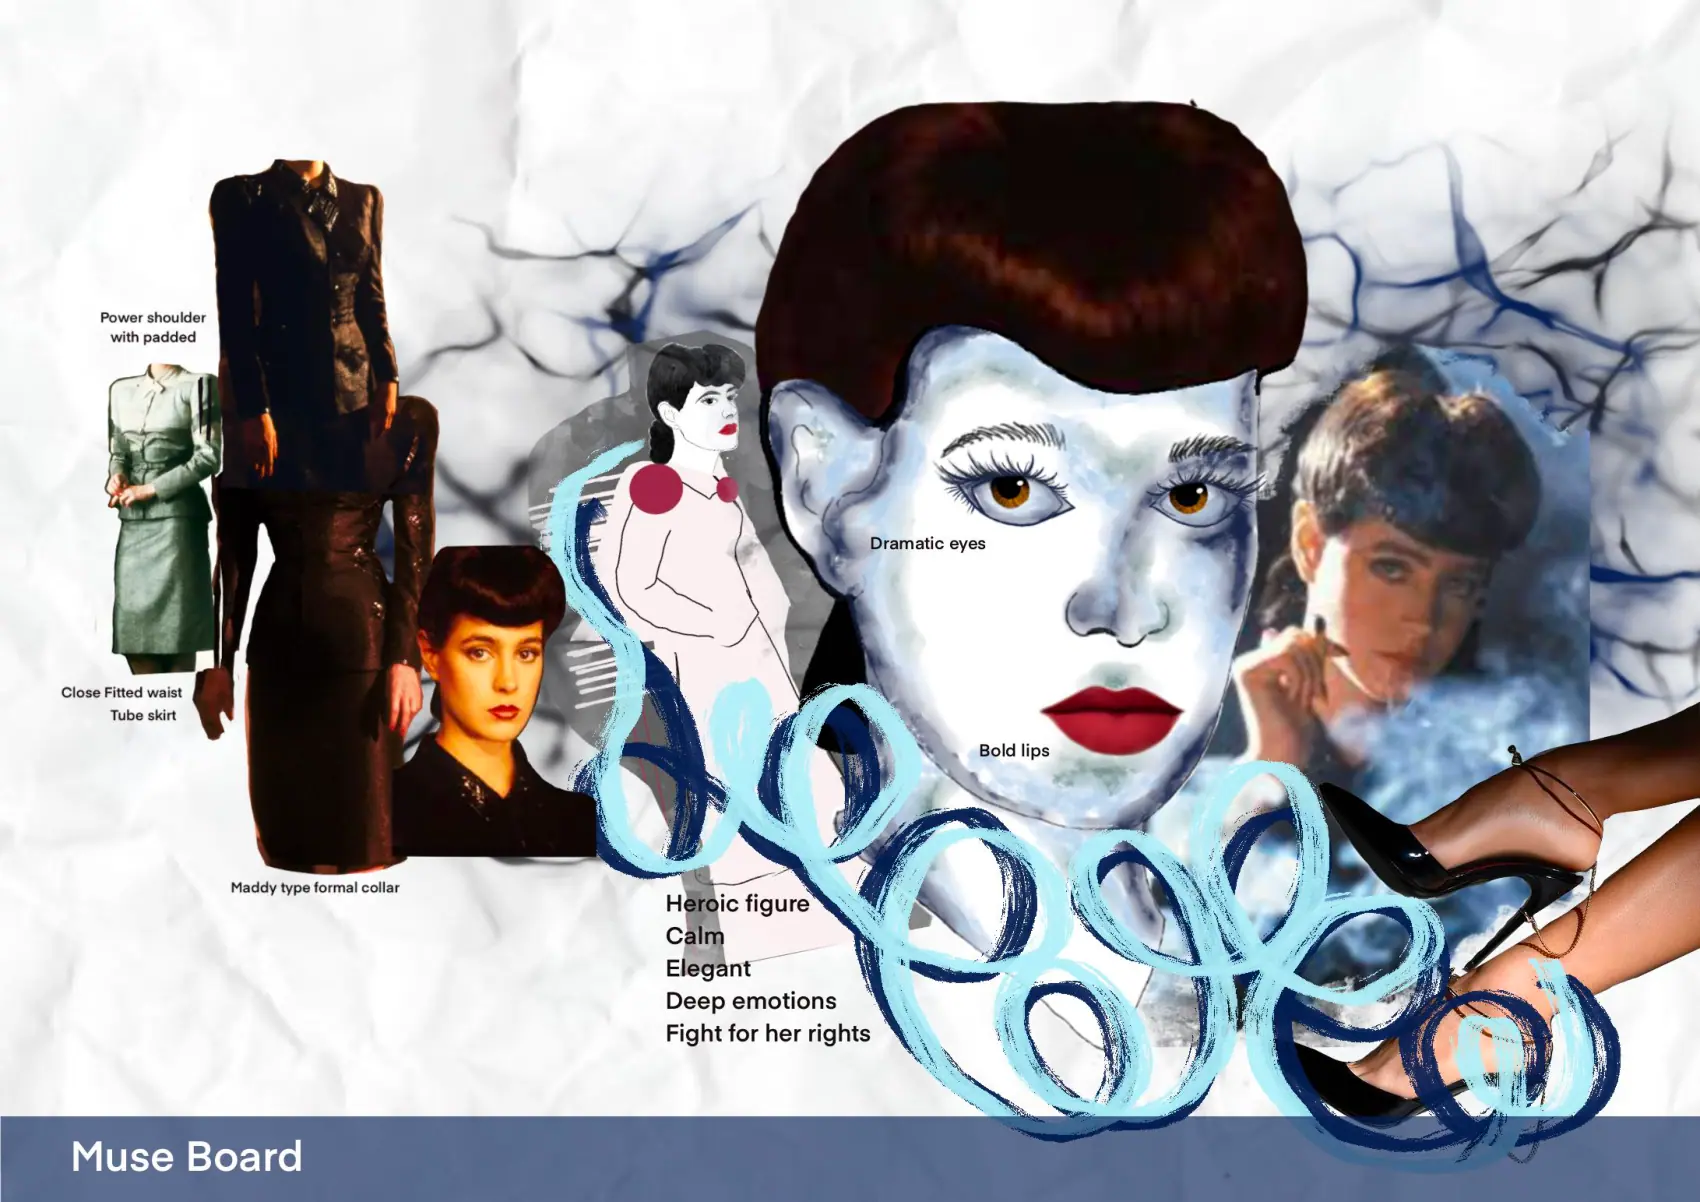 Power shoulder
with padded
Close Fitted waist
Tube skirt
Maddy type formal collar
Dramatic eyes
Bold lips
Heroic figure
Calm
Elegant
Deep emotions
Fight for her rights
Muse Board